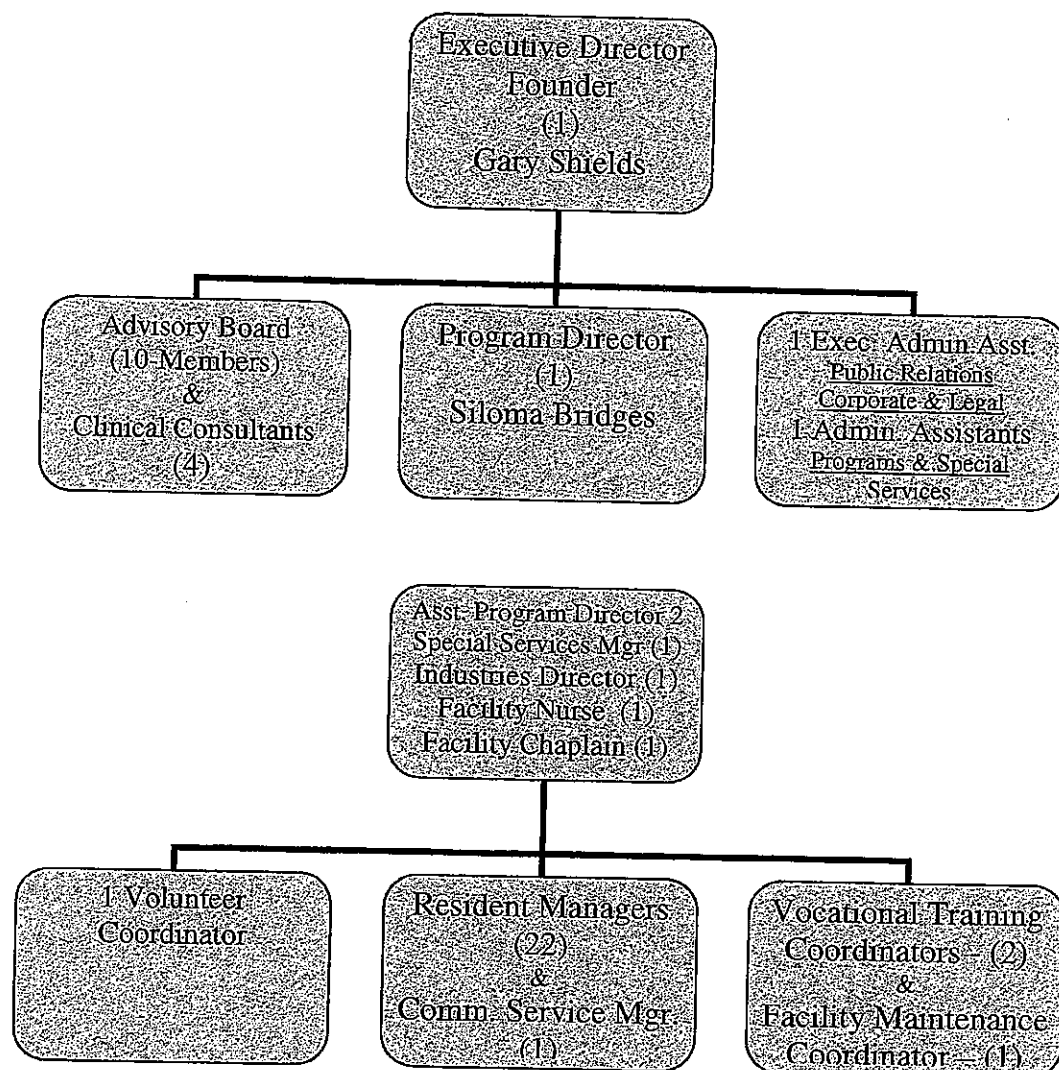 Executive Director
Founder
(1)
Gary Shields
Advisory Board
(10 Members)
&
Clinical Consultants
(4)
Program Director
(1)
Siloma Bridges
1 Exec. Admin Asst.
Public Relations
Corporate & Legal
1 Admin. Assistants
Programs & Special
Services
Asst. Program Director 2
Special Services Mgr (1)
Industries Director (1)
Facility Nurse (1)
Facility Chaplain (1)
1 Volunteer
Coordinator
Resident Managers
(22)
&
Comm. Service Mgr.
(1)
Vocational Training
Coordinators – (2)
&
Facility Maintenance
Coordinator – (1)